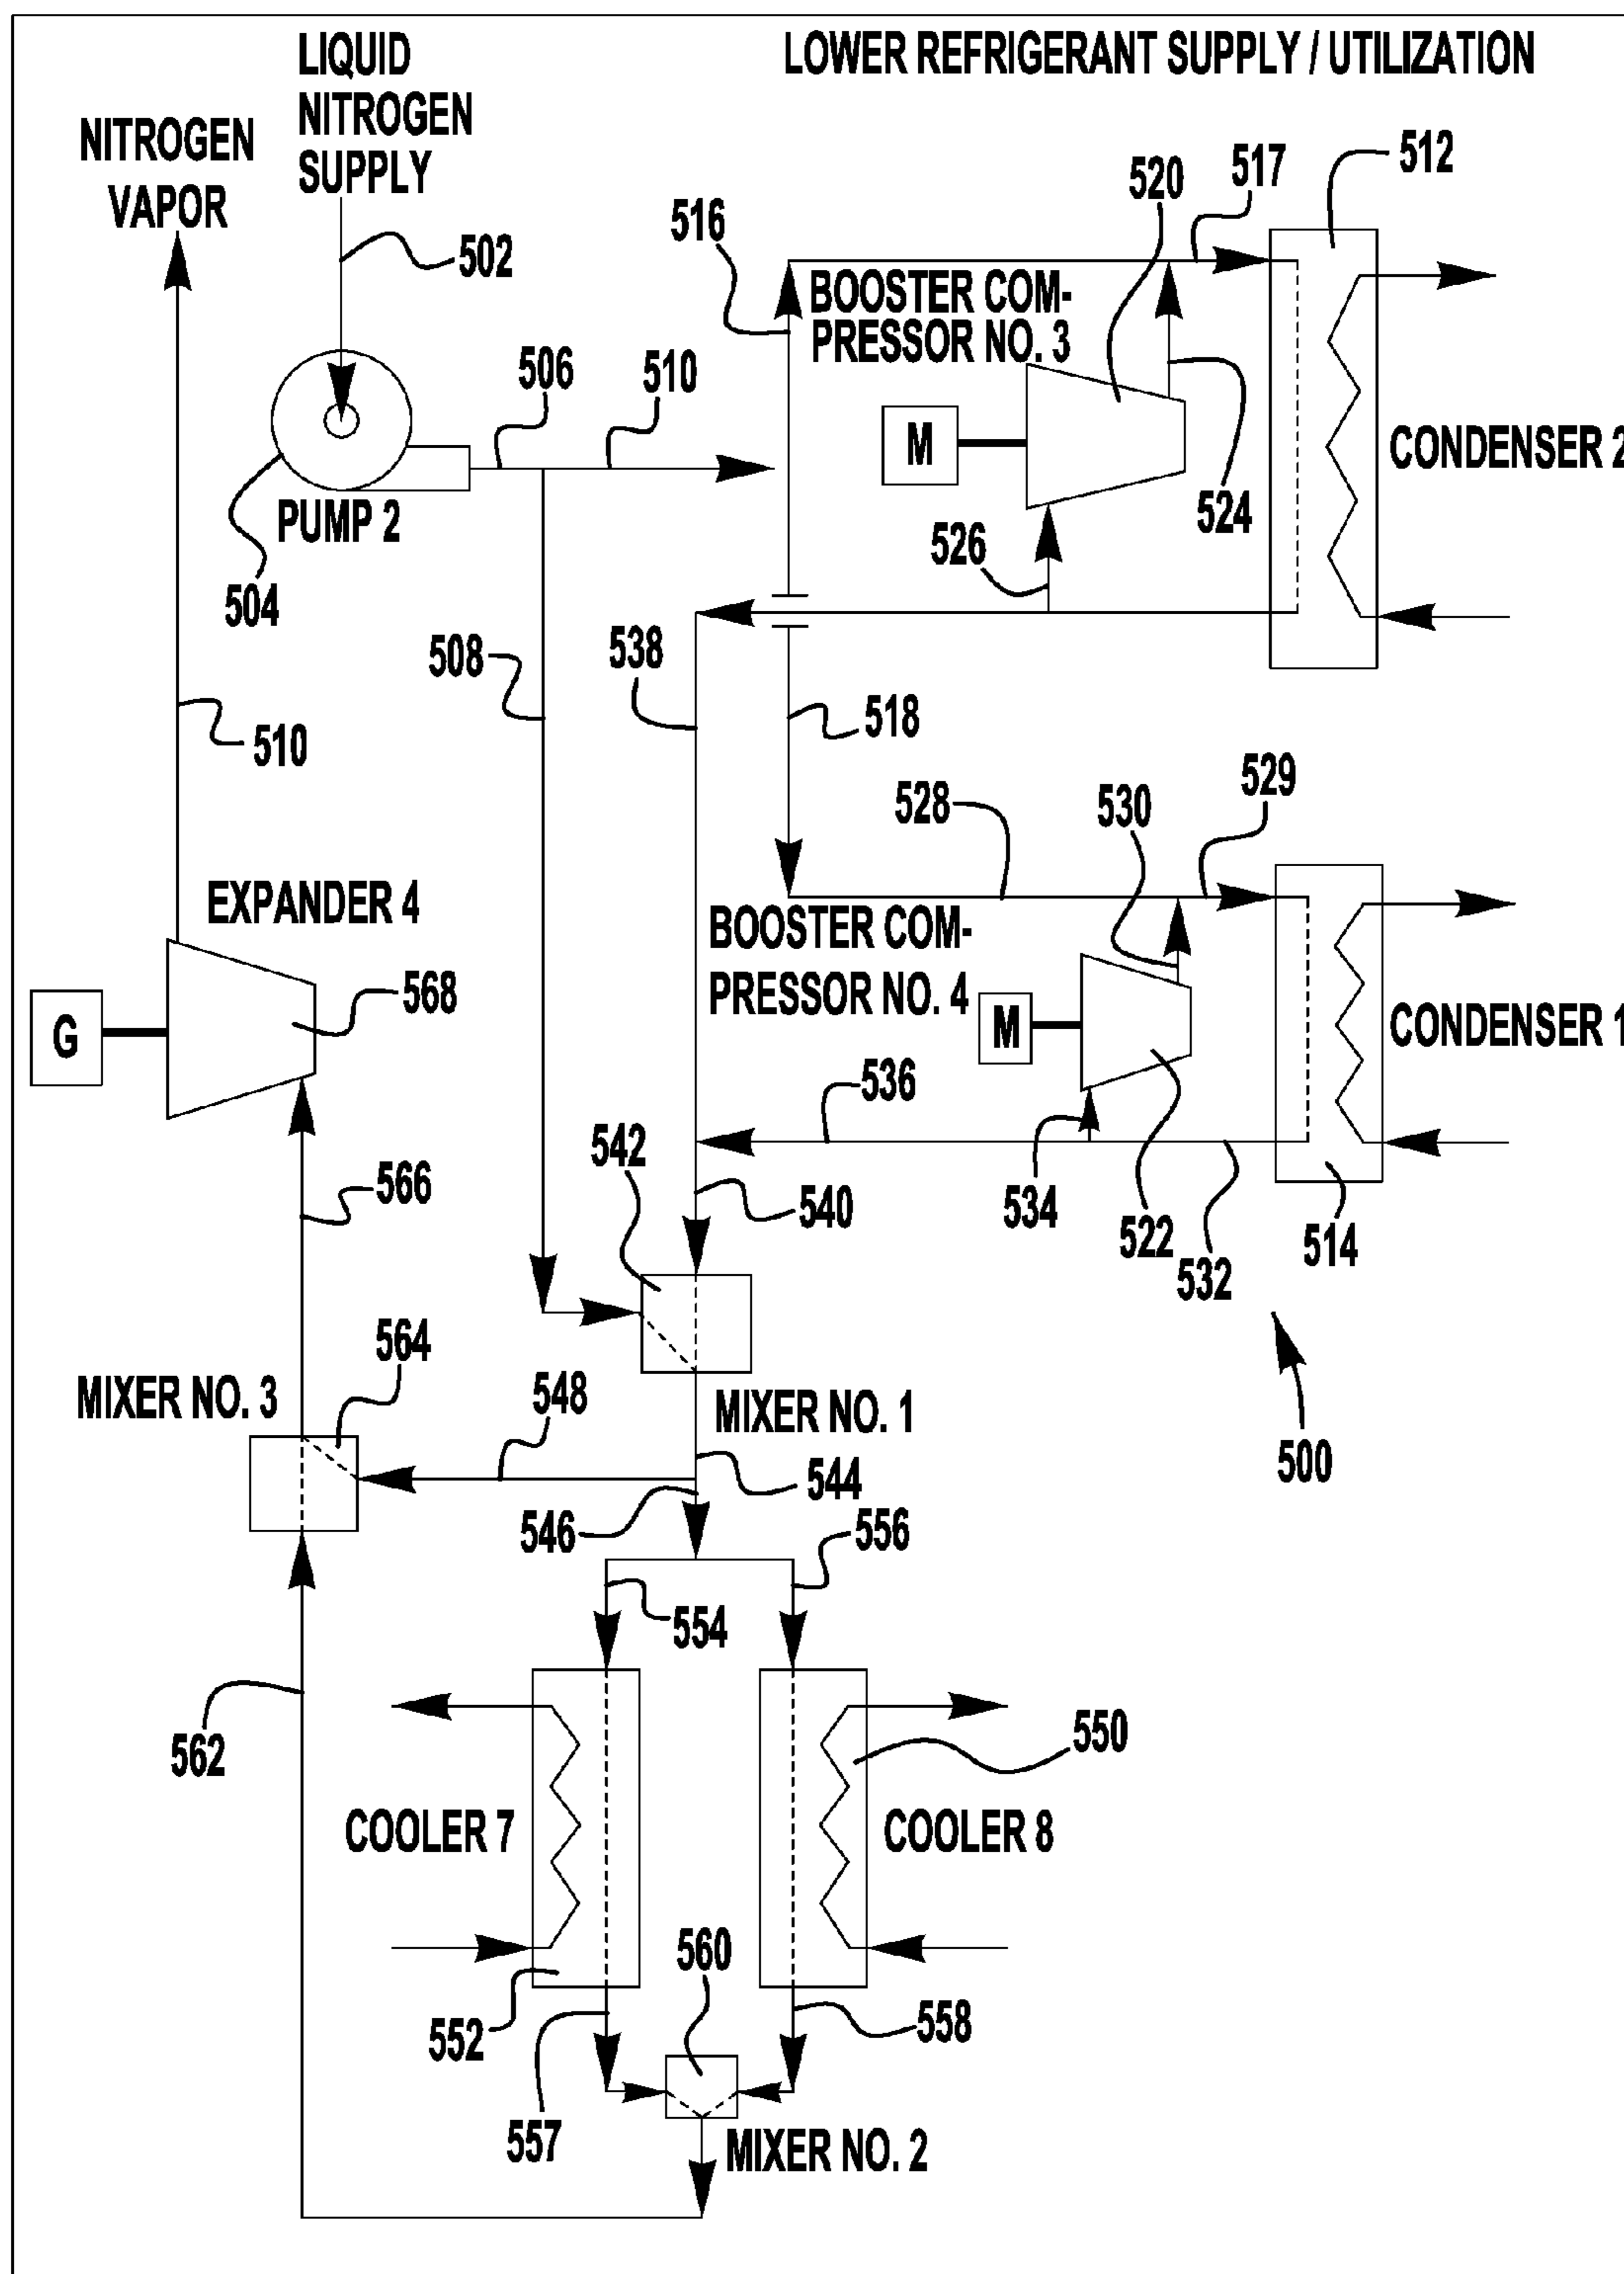 LOWER REFRIGERANT SUPPLY / UTILIZATION
LIQUID
NITROGEN
SUPPLY
NITROGEN
VAPOR
502
516
520
517
512
BOOSTER COM-
PRESSOR NO. 3
506
510
M
CONDENSER 2
524
PUMP 2
526
504
508
538
518
510
528
530
529
EXPANDER 4
BOOSTER COM-
PRESSOR NO. 4
568
G
M
CONDENSER 1
536
542
566
540
534
522
532
514
564
MIXER NO. 3
548
MIXER NO. 1
500
544
546
556
554
562
550
COOLER 7
COOLER 8
560
552
558
557
MIXER NO. 2